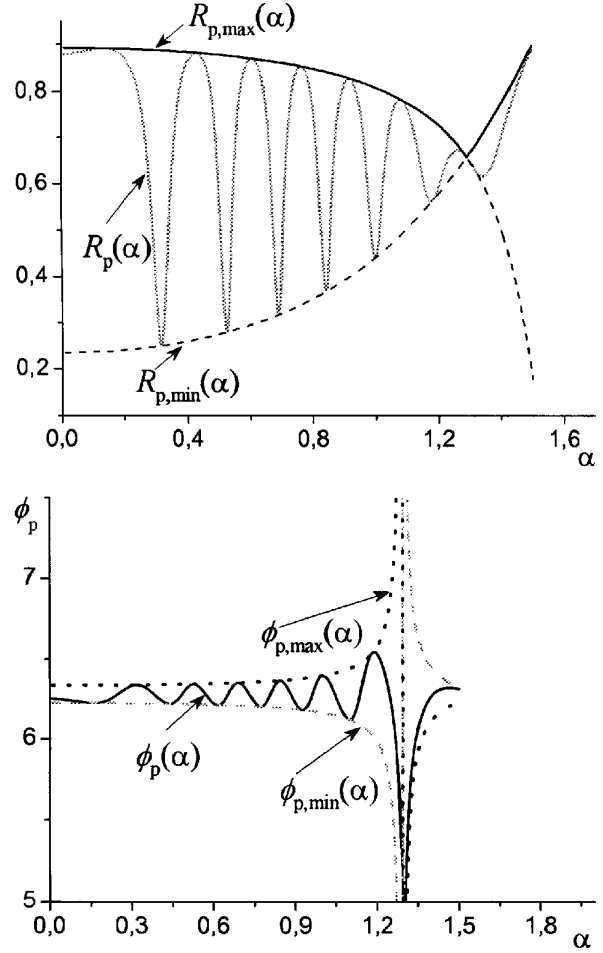 R_p,max(α)
0,8
0,6
R_p(α)
0,4
0,2
R_p,min(α)
0,0 0,4 0,8 1,2 1,6
α
ϕ_p
7
ϕ_p,max(α)
6
ϕ_p(α)
ϕ_p,min(α)
5
0,0 0,3 0,6 0,9 1,2 1,5 1,8
α